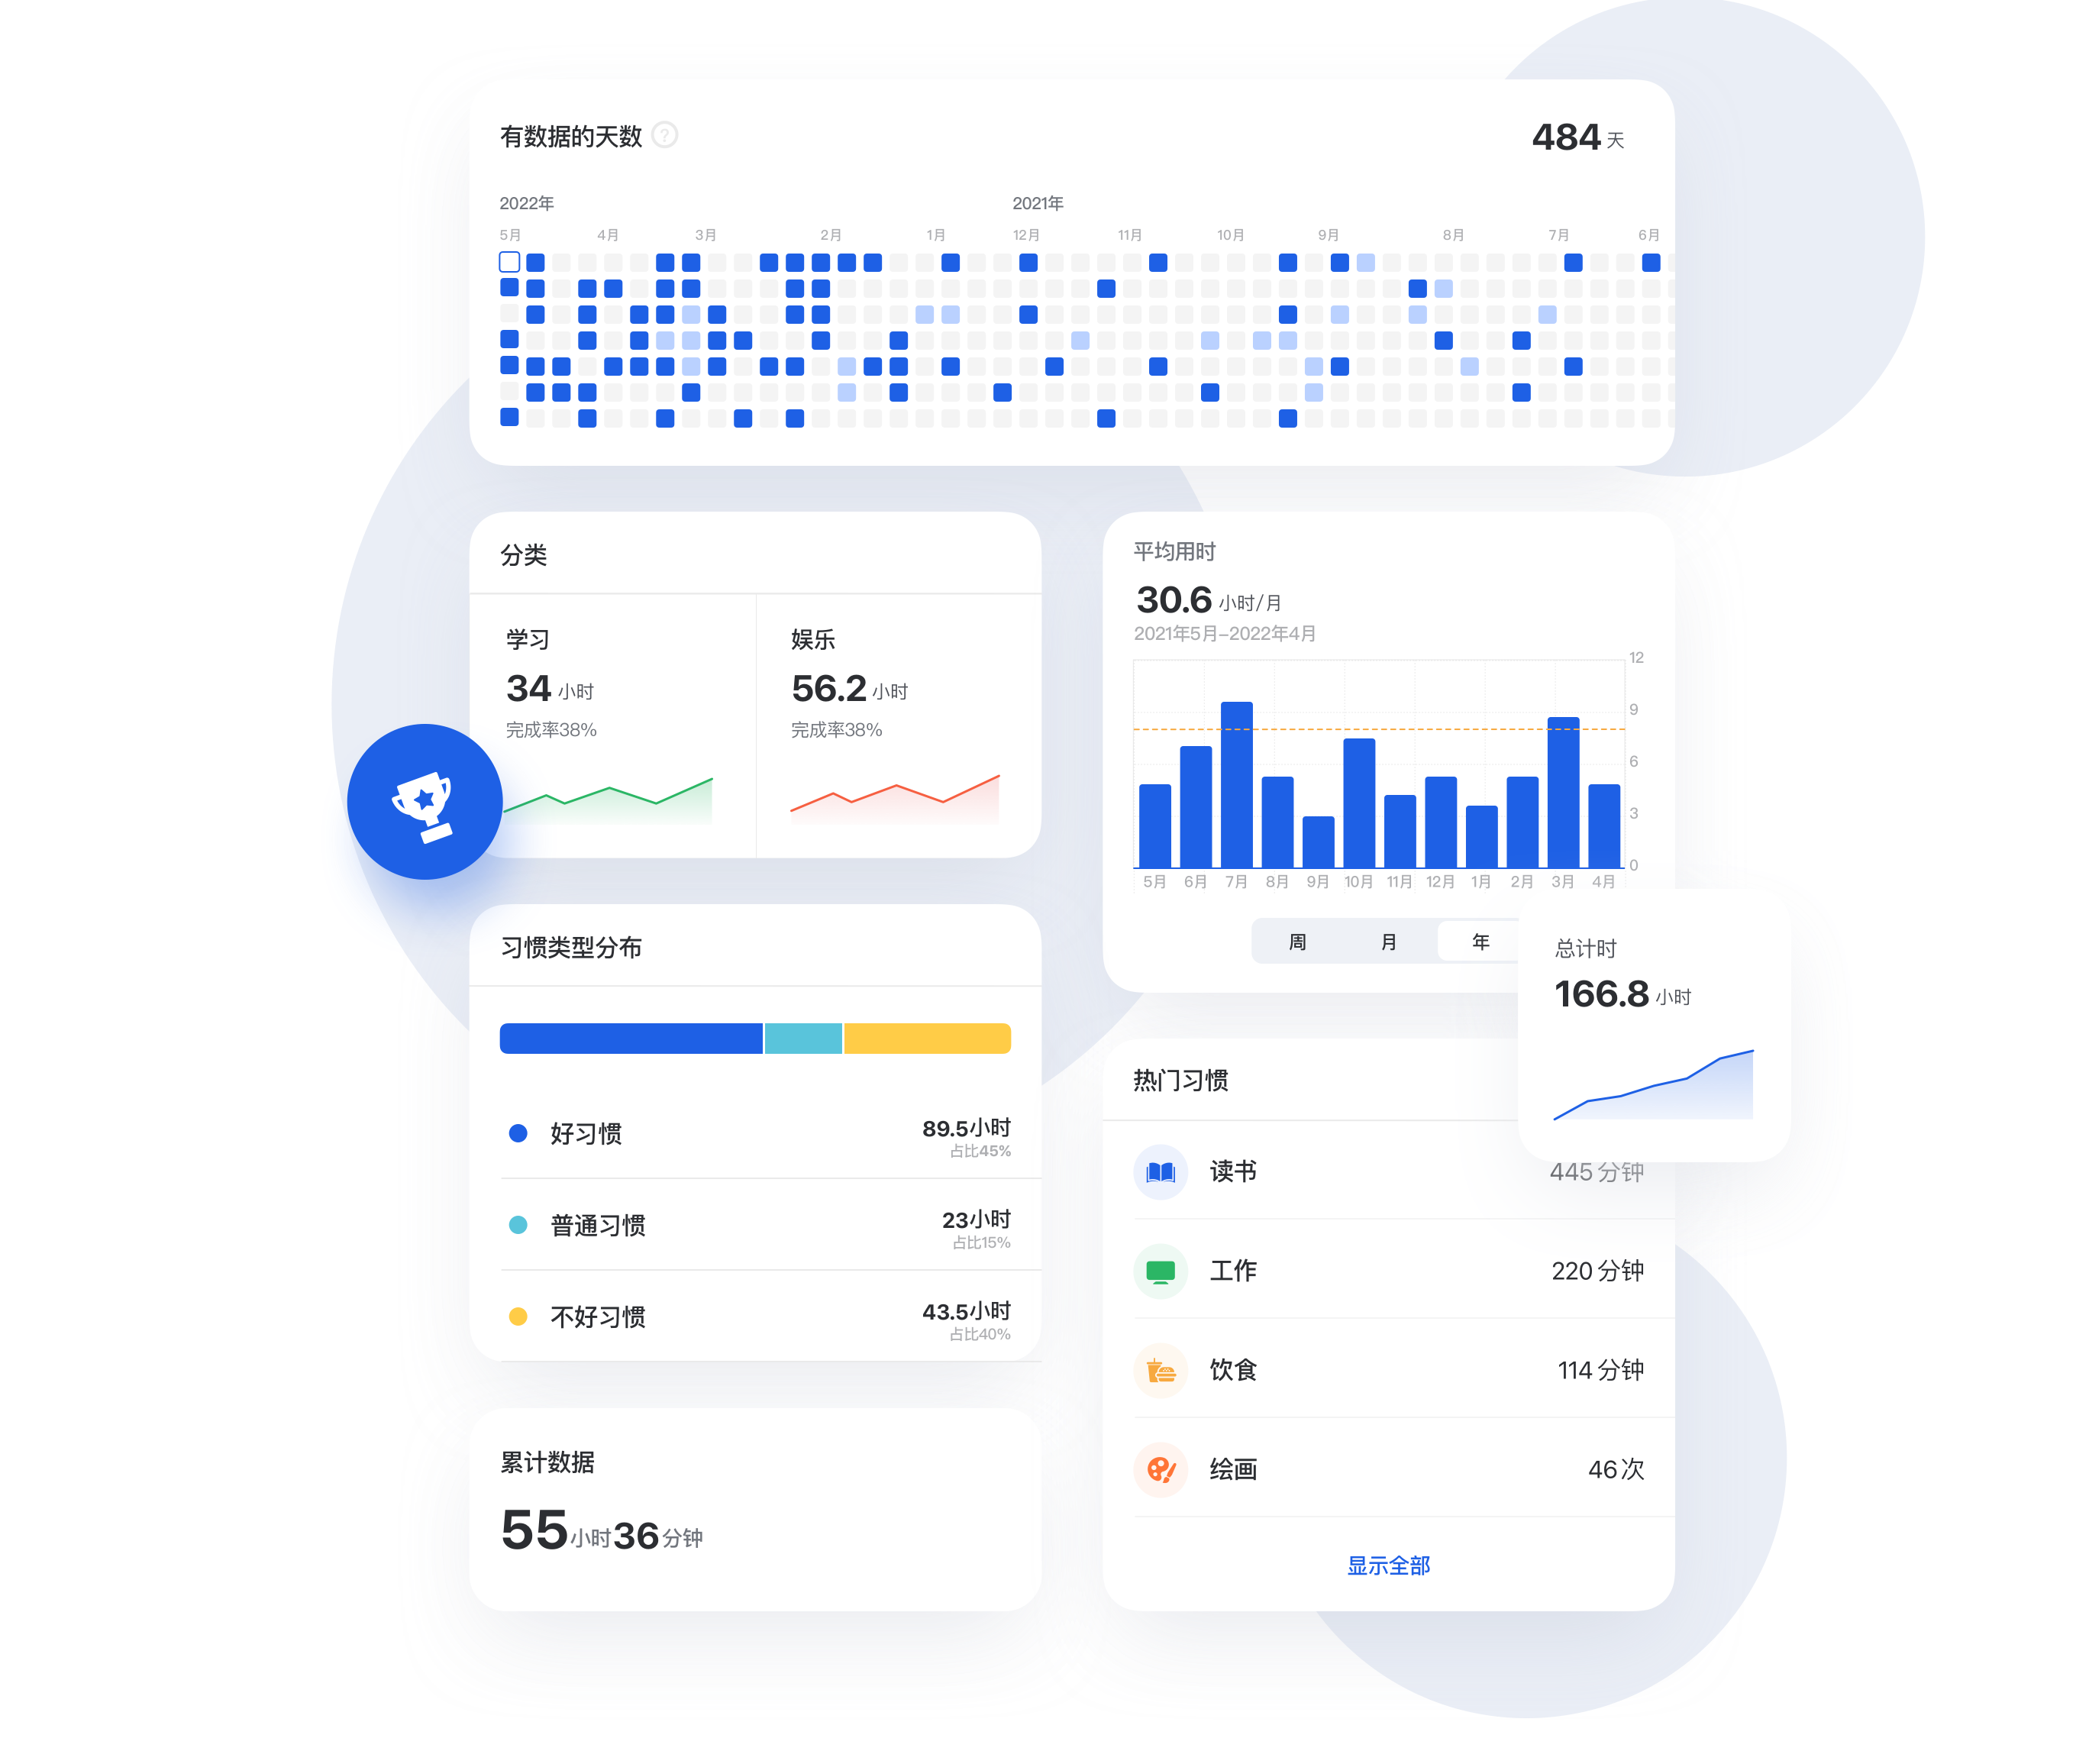 有数据的天数 ?
484 天
2022年 2021年
5月 4月 3月 2月 1月 12月 11月 10月 9月 8月 7月 6月
分类
学习
34 小时
完成率38%
娱乐
56.2 小时
完成率38%
平均用时
30.6 小时/月
2021年5月–2022年4月
12
9
6
3
0
5月 6月 7月 8月 9月 10月 11月 12月 1月 2月 3月 4月
周 月 年
总计时
166.8 小时
习惯类型分布
好习惯
89.5小时
占比45%
普通习惯
23小时
占比15%
不好习惯
43.5小时
占比40%
热门习惯
读书 445 分钟
工作 220 分钟
饮食 114 分钟
绘画 46次
显示全部
累计数据
55小时36分钟